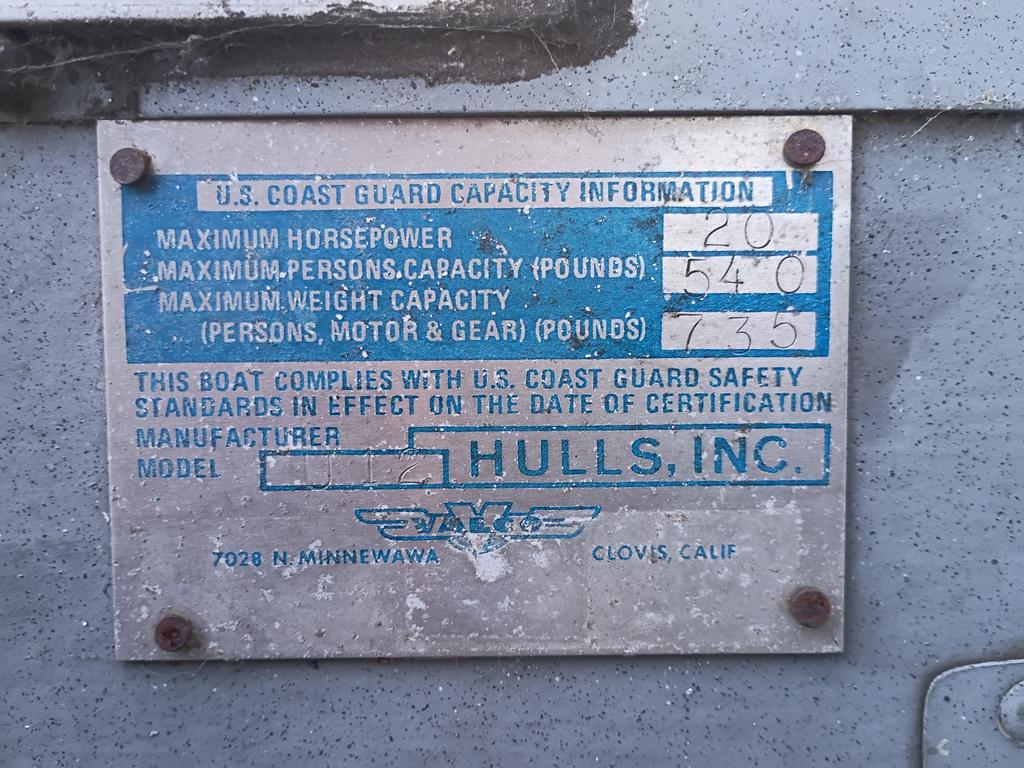 U.S. COAST GUARD CAPACITY INFORMATION
MAXIMUM HORSEPOWER 20
MAXIMUM PERSONS CAPACITY (POUNDS) 540
MAXIMUM WEIGHT CAPACITY
(PERSONS, MOTOR & GEAR) (POUNDS) 735
THIS BOAT COMPLIES WITH U.S. COAST GUARD SAFETY
STANDARDS IN EFFECT ON THE DATE OF CERTIFICATION
MANUFACTURER HULLS, INC.
MODEL J12
VALCO
7028 N. MINNEWAWA CLOVIS, CALIF